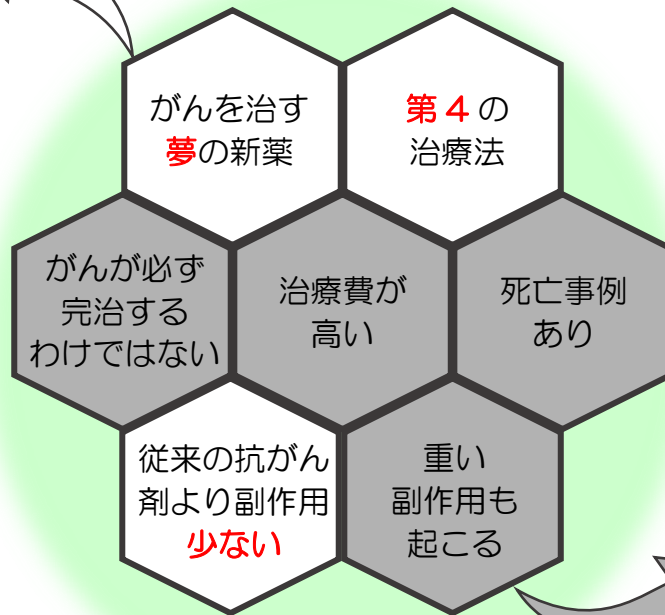 がんを治す
夢の新薬
第4の
治療法
がんが必ず
完治する
わけではない
治療費が
高い
死亡事例
あり
従来の抗がん
剤より副作用
少ない
重い
副作用も
起こる